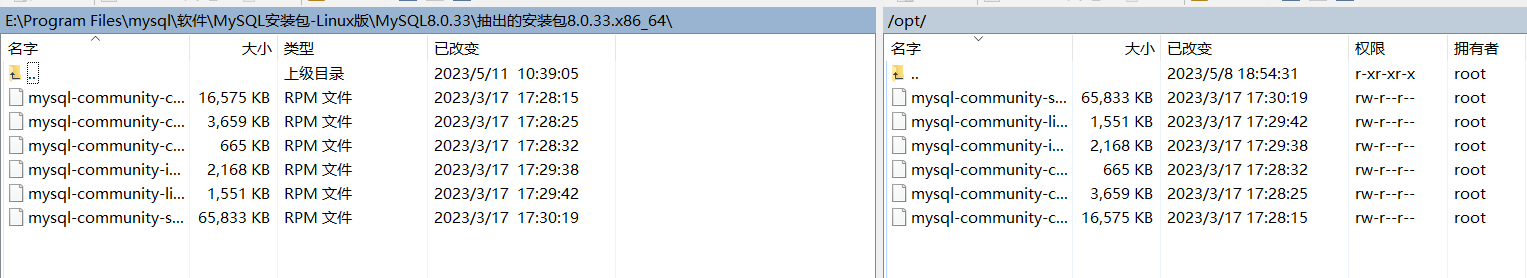 E:\Program Files\mysql\软件\MySQL安装包-Linux版\MySQL8.0.33\抽出的安装包8.0.33.x86_64\
名字 大小 类型 已改变
.. 上级目录 2023/5/11 10:39:05
mysql-community-c... 16,575 KB RPM 文件 2023/3/17 17:28:15
mysql-community-c... 3,659 KB RPM 文件 2023/3/17 17:28:25
mysql-community-c... 665 KB RPM 文件 2023/3/17 17:28:32
mysql-community-i... 2,168 KB RPM 文件 2023/3/17 17:29:38
mysql-community-li... 1,551 KB RPM 文件 2023/3/17 17:29:42
mysql-community-s... 65,833 KB RPM 文件 2023/3/17 17:30:19
/opt/
名字 大小 已改变 权限 拥有者
.. 2023/5/8 18:54:31 r-xr-xr-x root
mysql-community-s... 65,833 KB 2023/3/17 17:30:19 rw-r--r-- root
mysql-community-li... 1,551 KB 2023/3/17 17:29:42 rw-r--r-- root
mysql-community-i... 2,168 KB 2023/3/17 17:29:38 rw-r--r-- root
mysql-community-c... 665 KB 2023/3/17 17:28:32 rw-r--r-- root
mysql-community-c... 3,659 KB 2023/3/17 17:28:25 rw-r--r-- root
mysql-community-c... 16,575 KB 2023/3/17 17:28:15 rw-r--r-- root